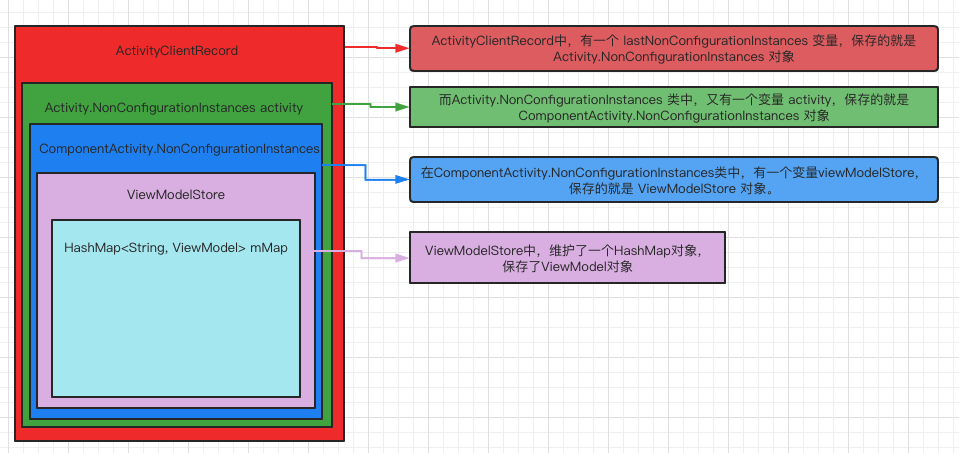 ActivityClientRecord
Activity.NonConfigurationInstances activity
ComponentActivity.NonConfigurationInstances
ViewModelStore
HashMap<String, ViewModel> mMap
ActivityClientRecord中，有一个 lastNonConfigurationInstances 变量，保存的就是
Activity.NonConfigurationInstances 对象
而Activity.NonConfigurationInstances 类中，又有一个变量 activity，保存的就是
ComponentActivity.NonConfigurationInstances 对象
在ComponentActivity.NonConfigurationInstances类中，有一个变量viewModelStore，
保存的就是 ViewModelStore 对象。
ViewModelStore中，维护了一个HashMap对象，
保存了ViewModel对象